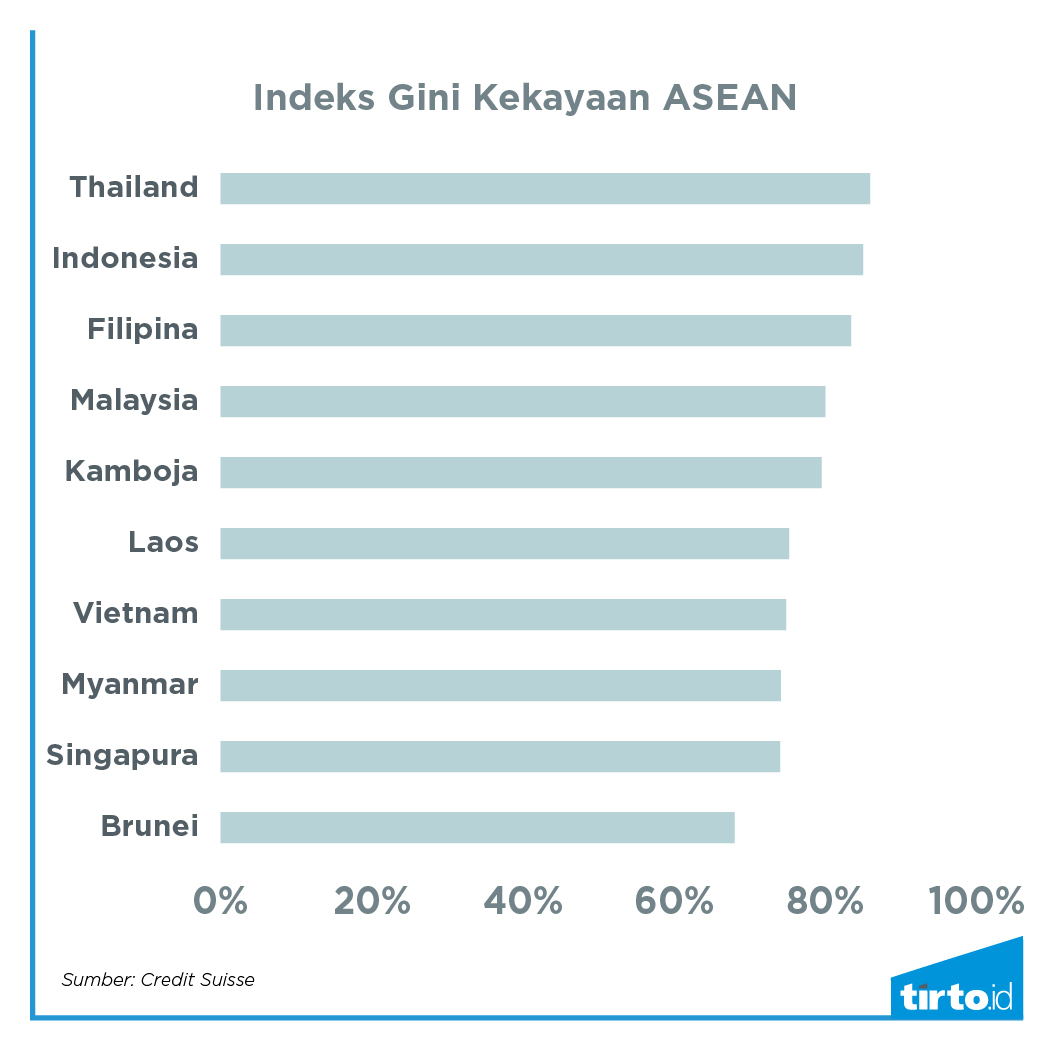 Indeks Gini Kekayaan ASEAN
Thailand
Indonesia
Filipina
Malaysia
Kamboja
Laos
Vietnam
Myanmar
Singapura
Brunei
0% 20% 40% 60% 80% 100%
Sumber: Credit Suisse
tirto.id